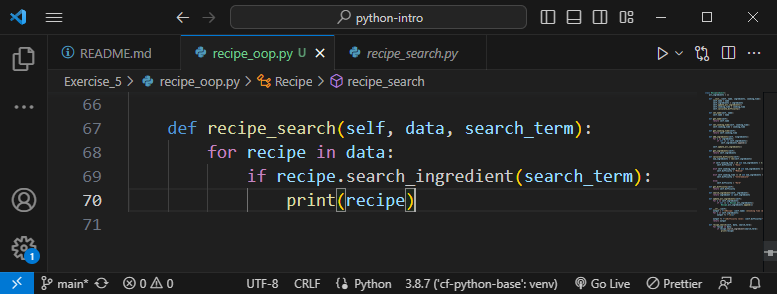 python-intro
README.md
recipe_oop.py U
recipe_search.py
Exercise_5 > recipe_oop.py > Recipe > recipe_search
66
67 def recipe_search(self, data, search_term):
68 for recipe in data:
69 if recipe.search_ingredient(search_term):
70 print(recipe)
71
1
main* 0 0 UTF-8 CRLF Python 3.8.7 ('cf-python-base': venv) Go Live Prettier